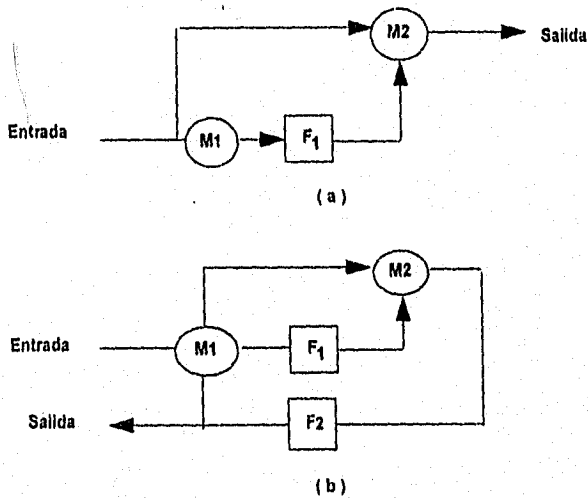 M2
Salida
Entrada
M1
F1
( a )
M2
Entrada
M1
F1
Salida
F2
( b )